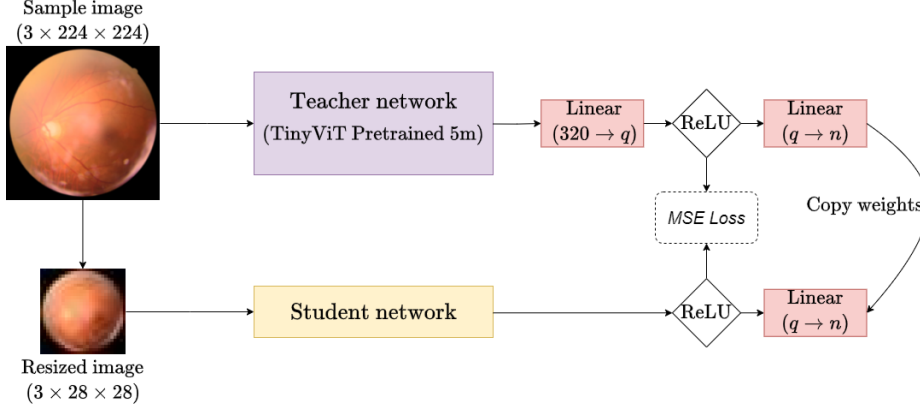 Sample image
(3 × 224 × 224)
Teacher network
(TinyViT Pretrained 5m)
Linear
(320 → q)
ReLU
Linear
(q → n)
MSE Loss
Copy weights
Student network
ReLU
Linear
(q → n)
Resized image
(3 × 28 × 28)